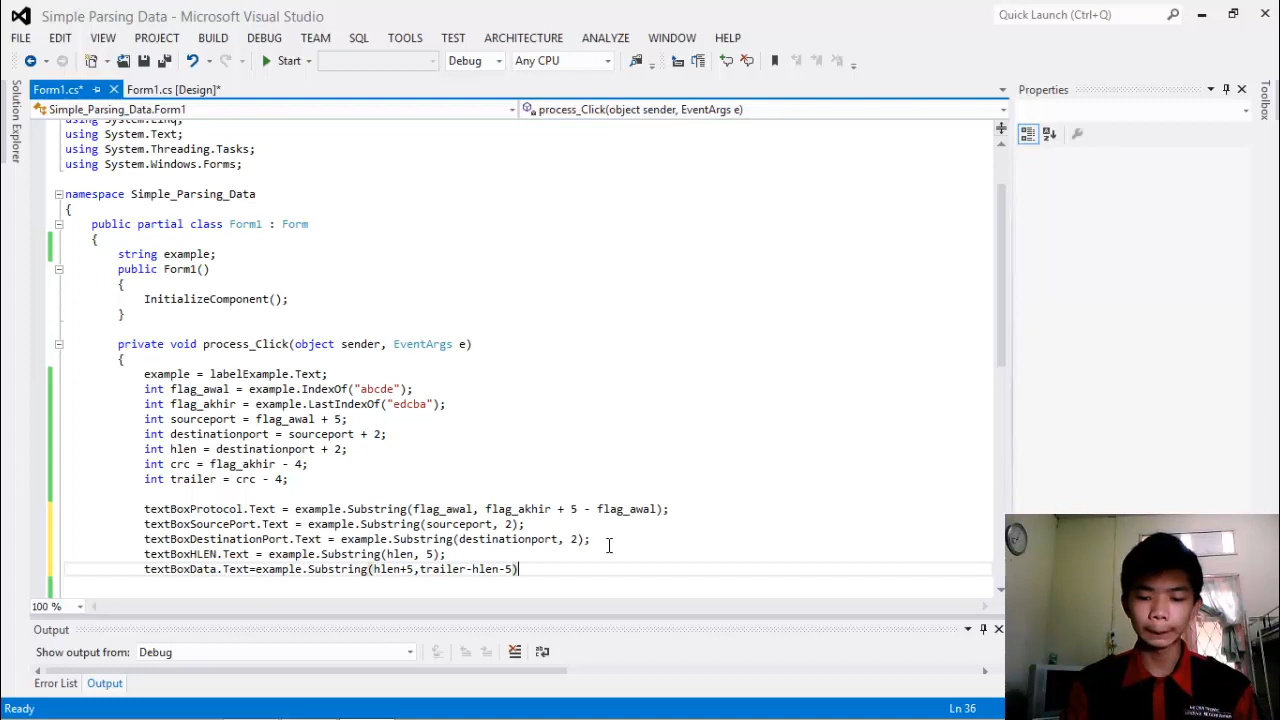 Simple Parsing Data - Microsoft Visual Studio
Quick Launch (Ctrl+Q)
FILE EDIT VIEW PROJECT BUILD DEBUG TEAM SQL TOOLS TEST ARCHITECTURE ANALYZE WINDOW HELP
Start Debug Any CPU
Solution Explorer
Form1.cs* Form1.cs [Design]*
Simple_Parsing_Data.Form1 process_Click(object sender, EventArgs e)
using System.Linq;
using System.Text;
using System.Threading.Tasks;
using System.Windows.Forms;
namespace Simple_Parsing_Data
{
public partial class Form1 : Form
{
string example;
public Form1()
{
InitializeComponent();
}
private void process_Click(object sender, EventArgs e)
{
example = labelExample.Text;
int flag_awal = example.IndexOf("abcde");
int flag_akhir = example.LastIndexOf("edcba");
int sourceport = flag_awal + 5;
int destinationport = sourceport + 2;
int hlen = destinationport + 2;
int crc = flag_akhir - 4;
int trailer = crc - 4;
textBoxProtocol.Text = example.Substring(flag_awal, flag_akhir + 5 - flag_awal);
textBoxSourcePort.Text = example.Substring(sourceport, 2);
textBoxDestinationPort.Text = example.Substring(destinationport, 2);
textBoxHLEN.Text = example.Substring(hlen, 5);
textBoxData.Text=example.Substring(hlen+5,trailer-hlen-5)
100 %
Properties
Toolbox
Output
Show output from: Debug
Error List Output
Ready
Ln 36